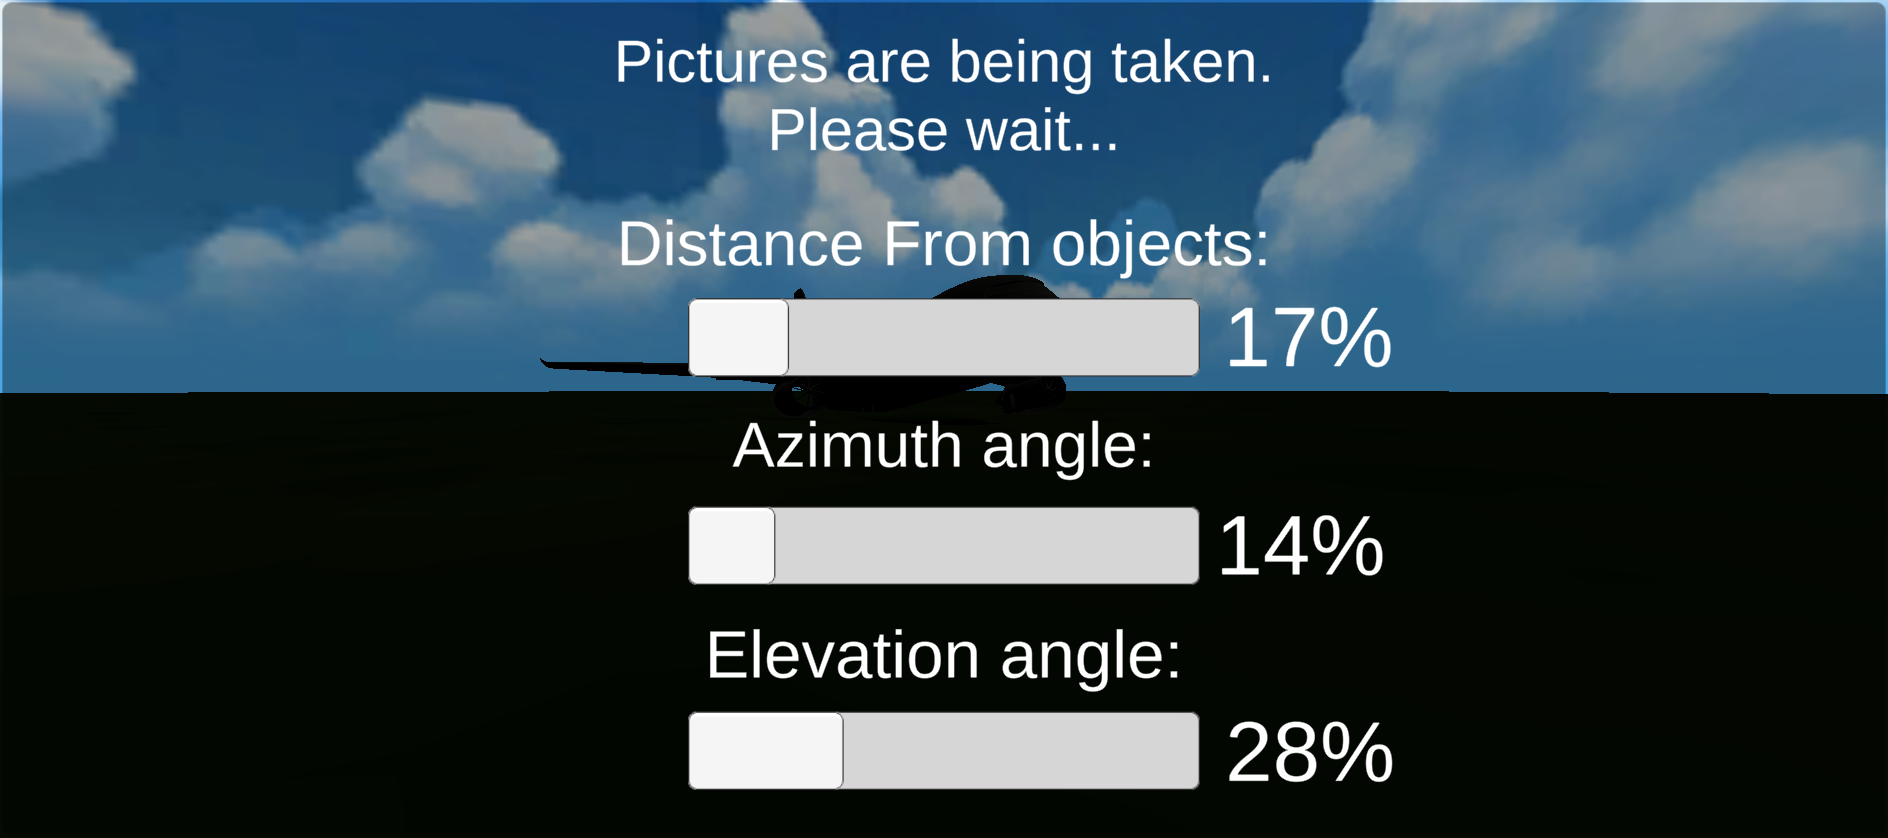 Pictures are being taken.
Please wait...
Distance From objects:
17%
Azimuth angle:
14%
Elevation angle:
28%